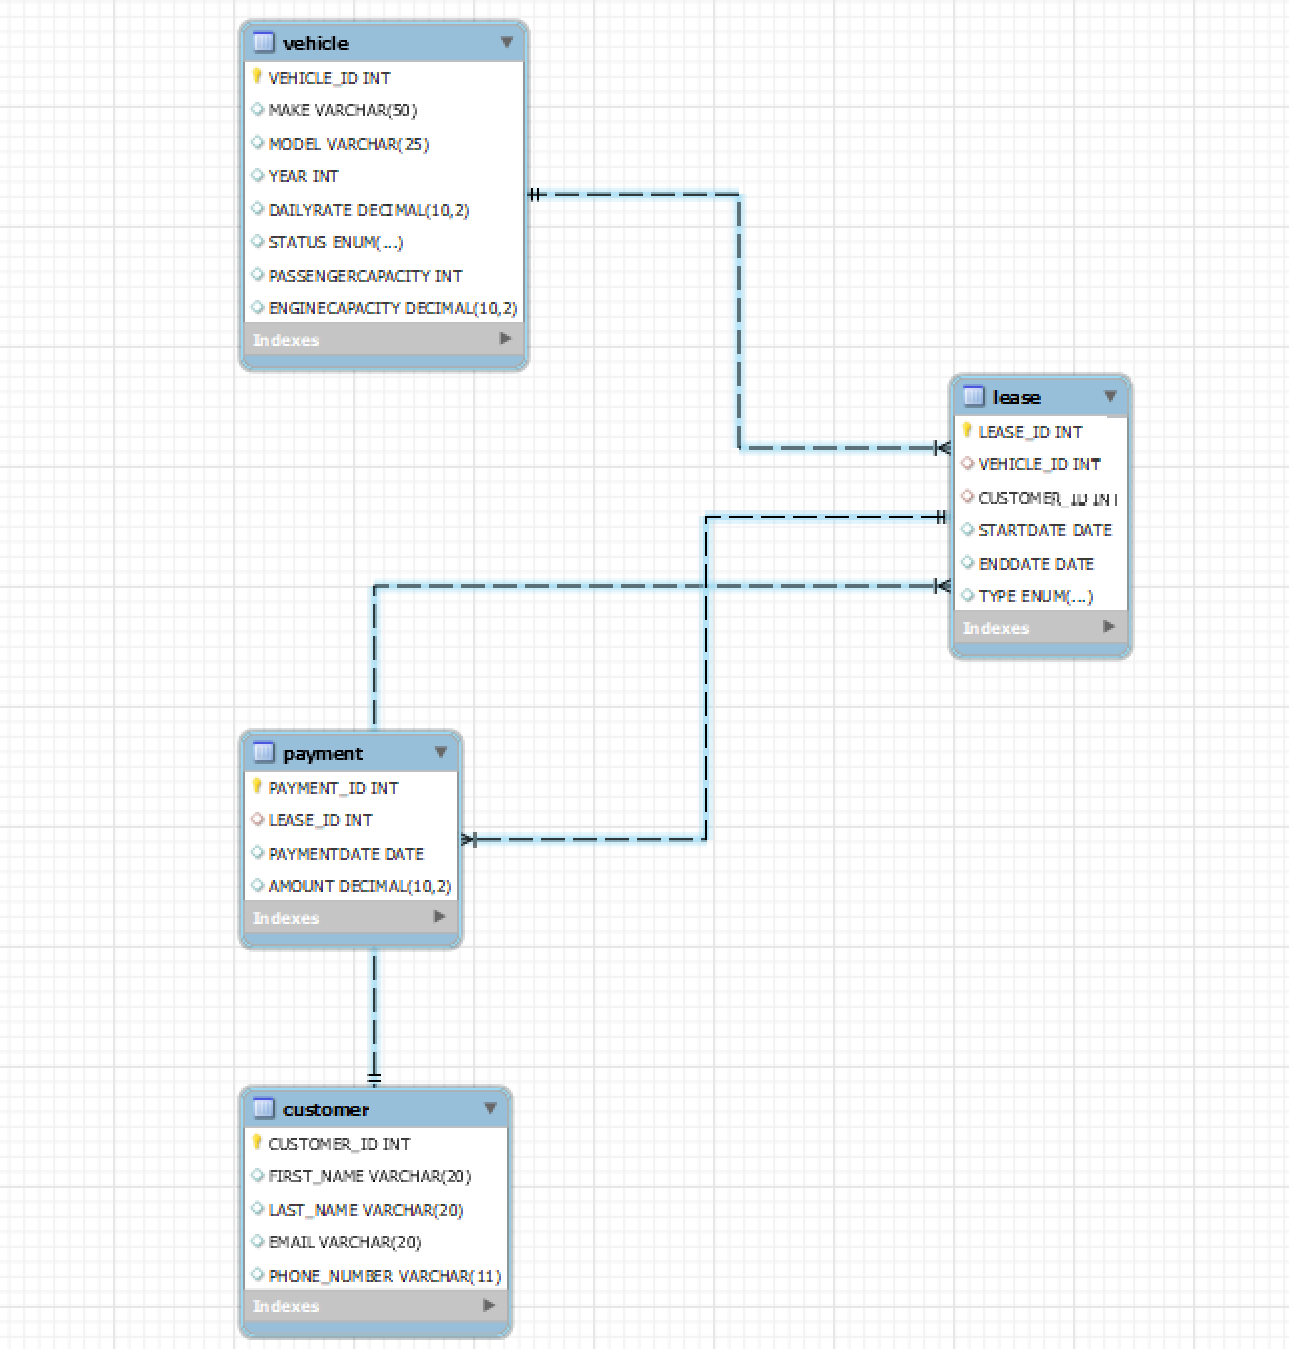 vehicle
VEHICLE_ID INT
MAKE VARCHAR(50)
MODEL VARCHAR(25)
YEAR INT
DAILYRATE DECIMAL(10,2)
STATUS ENUM(...)
PASSENGERCAPACITY INT
ENGINECAPACITY DECIMAL(10,2)
Indexes
lease
LEASE_ID INT
VEHICLE_ID INT
CUSTOMER_ID INT
STARTDATE DATE
ENDDATE DATE
TYPE ENUM(...)
Indexes
payment
PAYMENT_ID INT
LEASE_ID INT
PAYMENTDATE DATE
AMOUNT DECIMAL(10,2)
Indexes
customer
CUSTOMER_ID INT
FIRST_NAME VARCHAR(20)
LAST_NAME VARCHAR(20)
EMAIL VARCHAR(20)
PHONE_NUMBER VARCHAR(11)
Indexes